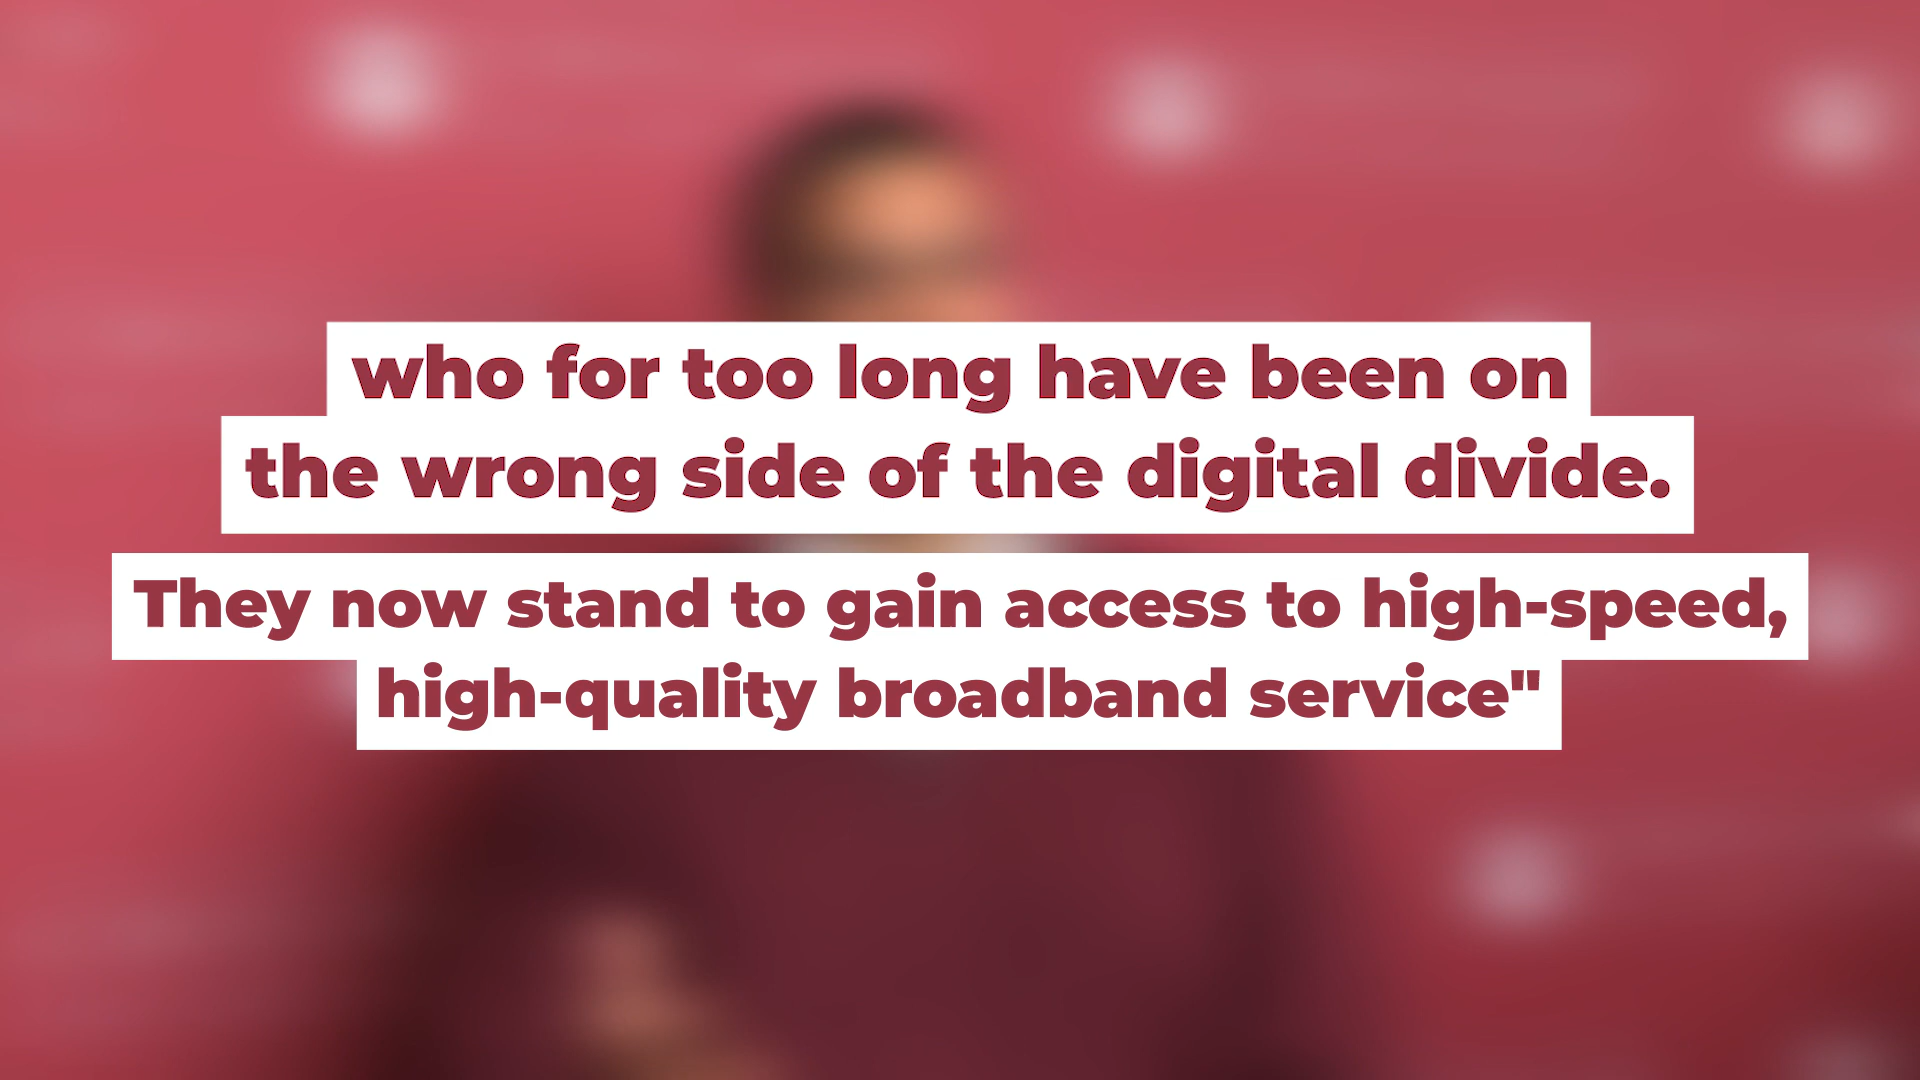 who for too long have been on
the wrong side of the digital divide.
They now stand to gain access to high-speed,
high-quality broadband service"